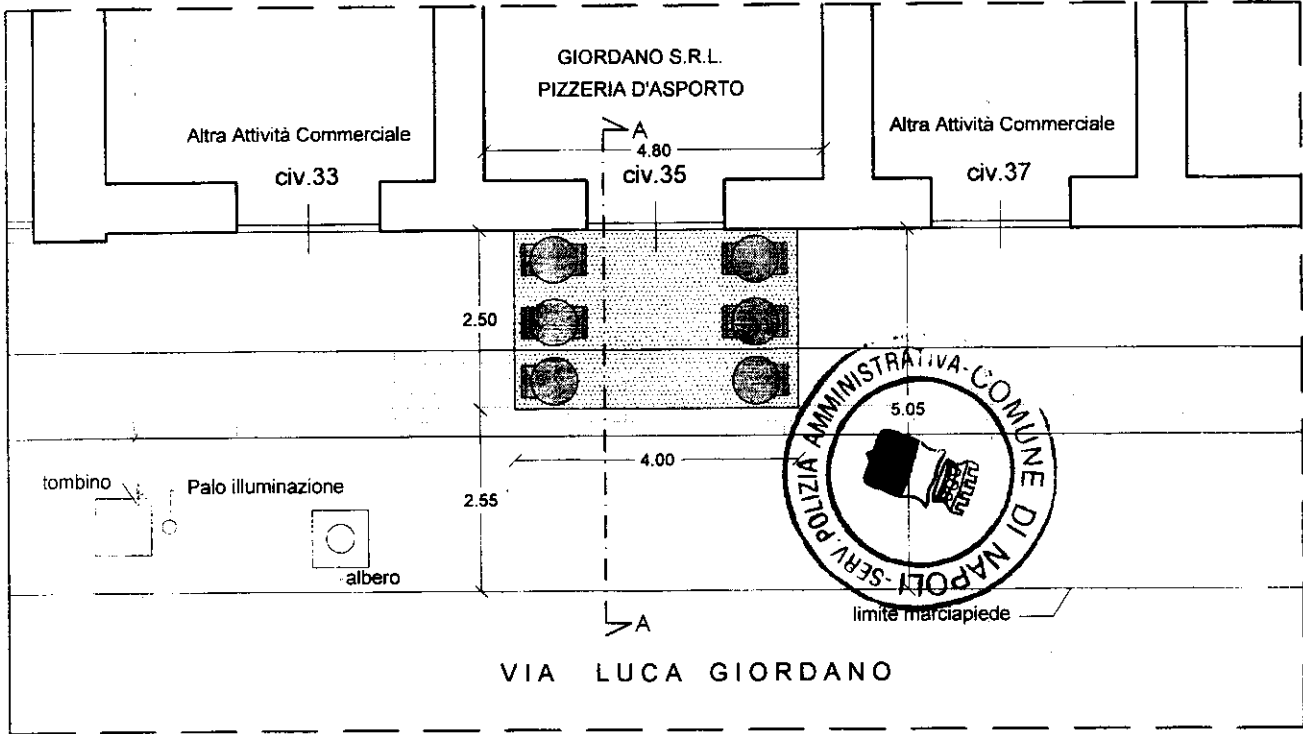 GIORDANO S.R.L.
PIZZERIA D'ASPORTO
Altra Attività Commerciale
civ.33
A
4.80
civ.35
Altra Attività Commerciale
civ.37
2.50
5.05
4.00
2.55
tombino
Palo illuminazione
albero
SERV. POLIZIA AMMINISTRATIVA-COMUNE DI NAPOLI-
limite marciapiede
A
VIA LUCA GIORDANO